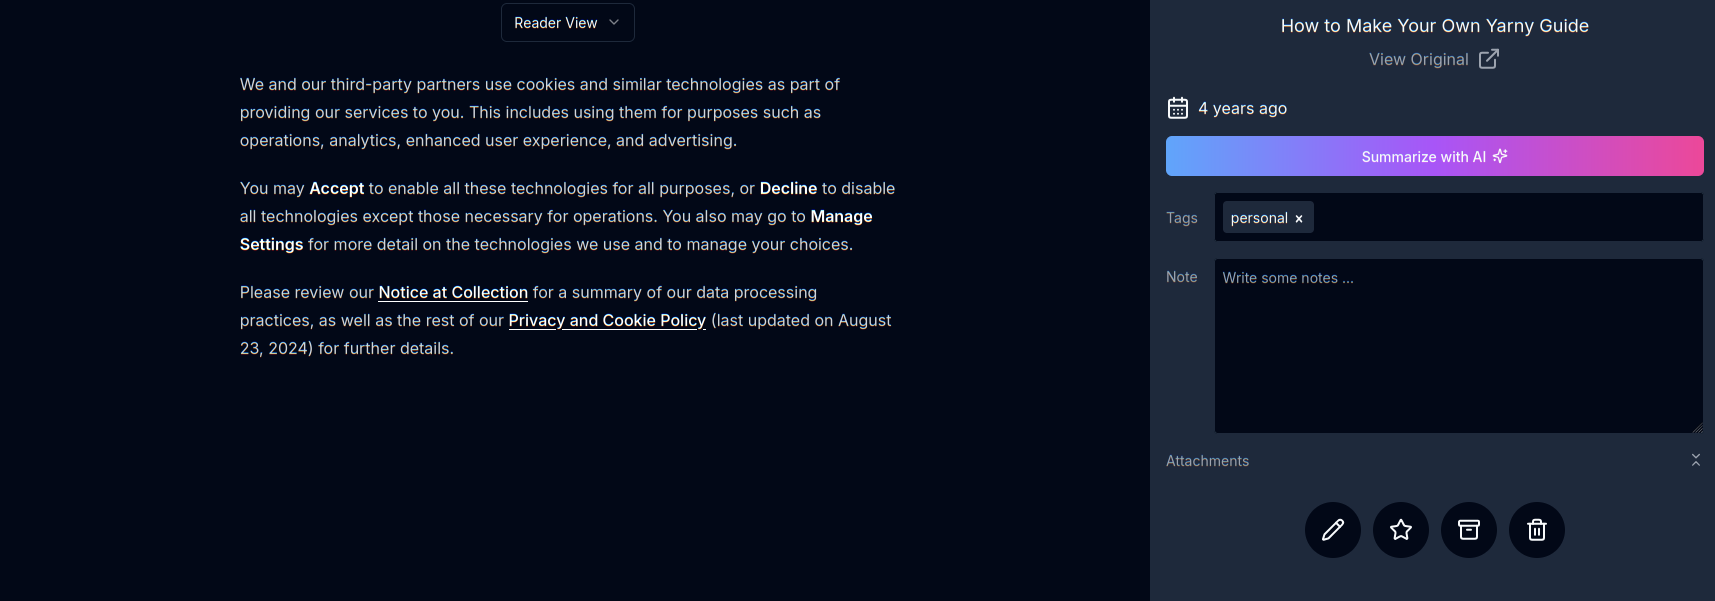 Reader View
We and our third-party partners use cookies and similar technologies as part of
providing our services to you. This includes using them for purposes such as
operations, analytics, enhanced user experience, and advertising.
You may Accept to enable all these technologies for all purposes, or Decline to disable
all technologies except those necessary for operations. You also may go to Manage
Settings for more detail on the technologies we use and to manage your choices.
Please review our Notice at Collection for a summary of our data processing
practices, as well as the rest of our Privacy and Cookie Policy (last updated on August
23, 2024) for further details.
How to Make Your Own Yarny Guide
View Original
4 years ago
Summarize with AI
Tags
personal x
Note
Write some notes ...
Attachments